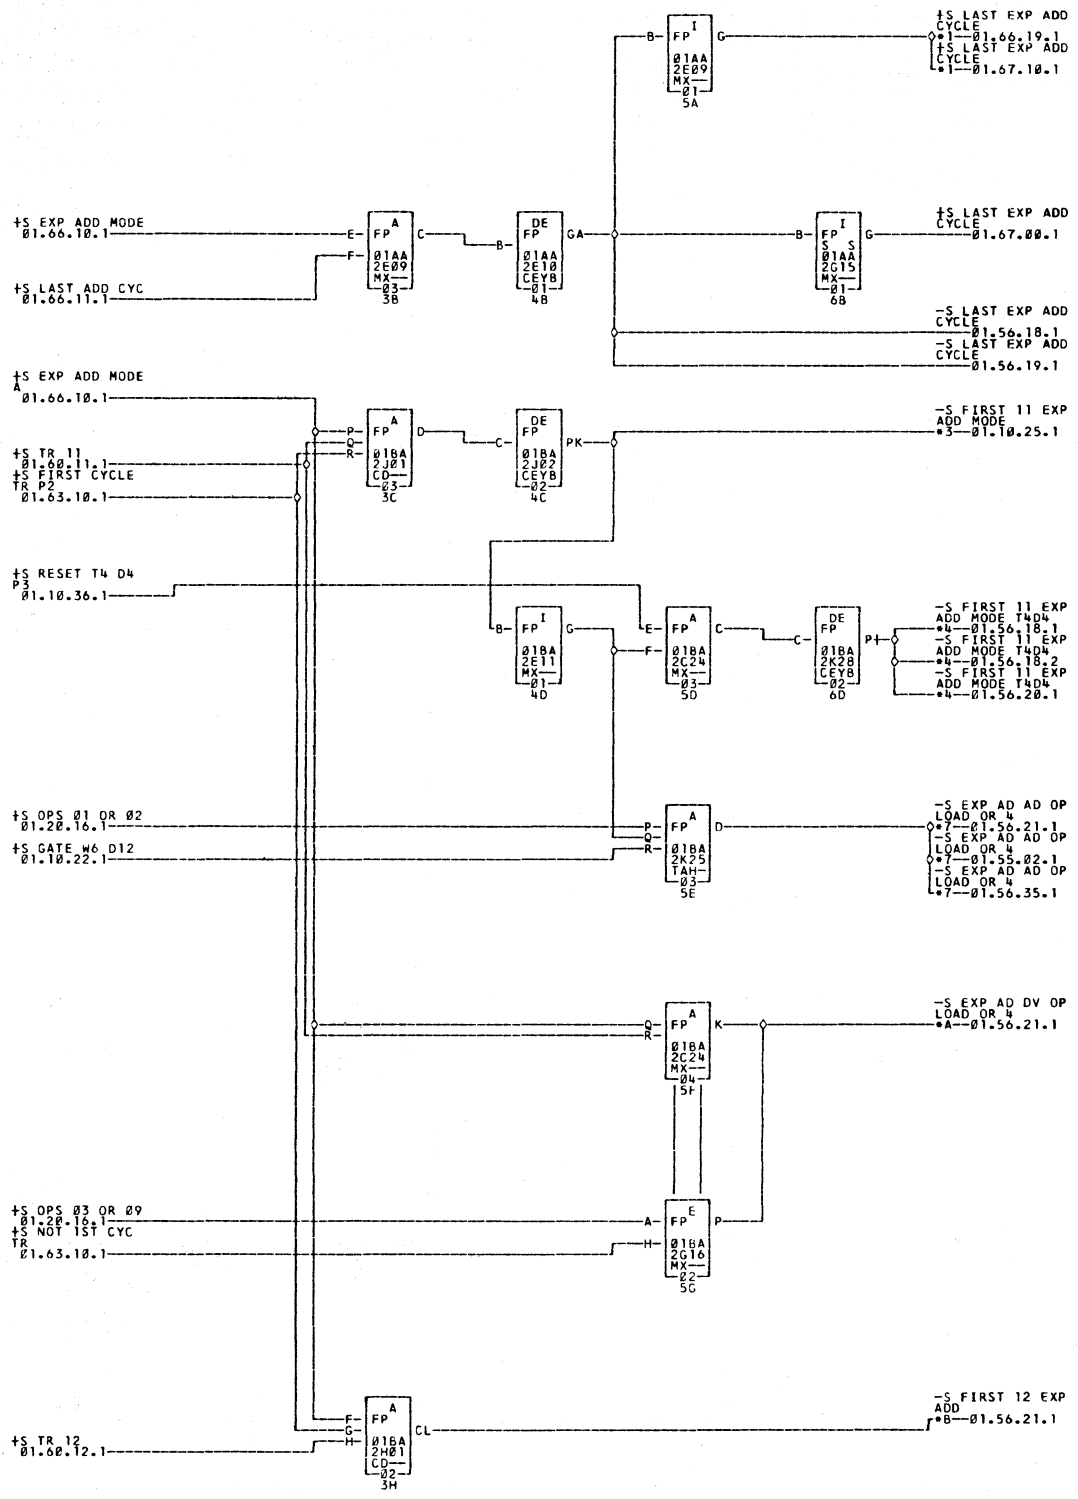 +S LAST EXP ADD
CYCLE
*1--01.66.19.1
+S LAST EXP ADD
CYCLE
*1--01.67.10.1
B- FP I G
01AA
2E09
MX--
-01-
5A
+S EXP ADD MODE
01.66.10.1
E- FP A C
F-
01AA
2E09
MX--
-03-
3B
B- DE
FP GA
01AA
2E10
CEYB
-01-
4B
B- FP I G
S S
01AA
2G15
MX--
-01-
6B
+S LAST EXP ADD
CYCLE
01.67.00.1
+S LAST ADD CYC
01.66.11.1
-S LAST EXP ADD
CYCLE
01.56.18.1
-S LAST EXP ADD
CYCLE
01.56.19.1
+S EXP ADD MODE
A
01.66.10.1
P- FP A D
Q-
R-
01BA
2J01
CD--
-03-
3C
C- DE
FP PK
01BA
2J02
CEYB
-02-
4C
-S FIRST 11 EXP
ADD MODE
*3--01.10.25.1
+S TR 11
01.60.11.1
+S FIRST CYCLE
TR P2
01.63.10.1
+S RESET T4 D4
P3
01.10.36.1
B- FP I G
01BA
2E11
MX--
-01-
4D
E- FP A C
F-
01BA
2C24
MX--
-03-
5D
C- DE
FP P+
01BA
2K28
CEYB
-02-
6D
-S FIRST 11 EXP
ADD MODE T4D4
*4--01.56.18.1
-S FIRST 11 EXP
ADD MODE T4D4
*4--01.56.18.2
-S FIRST 11 EXP
ADD MODE T4D4
*4--01.56.20.1
+S OPS 01 OR 02
01.20.16.1
+S GATE W6 D12
01.10.22.1
P- FP A D
Q-
R-
01BA
2K25
TAH-
-03-
5E
-S EXP AD AD OP
LOAD OR 4
*7--01.56.21.1
-S EXP AD AD OP
LOAD OR 4
*7--01.55.02.1
-S EXP AD AD OP
LOAD OR 4
*7--01.56.35.1
Q- FP A K
R-
01BA
2C24
MX--
-04-
5F
-S EXP AD DV OP
LOAD OR 4
*A--01.56.21.1
+S OPS 03 OR 09
01.20.16.1
+S NOT 1ST CYC
TR
01.63.10.1
A- FP E P
H-
01BA
2G16
MX--
-02-
5G
F- FP A CL
G-
H-
01BA
2H01
CD--
-02-
3H
-S FIRST 12 EXP
ADD
*B--01.56.21.1
+S TR 12
01.60.12.1